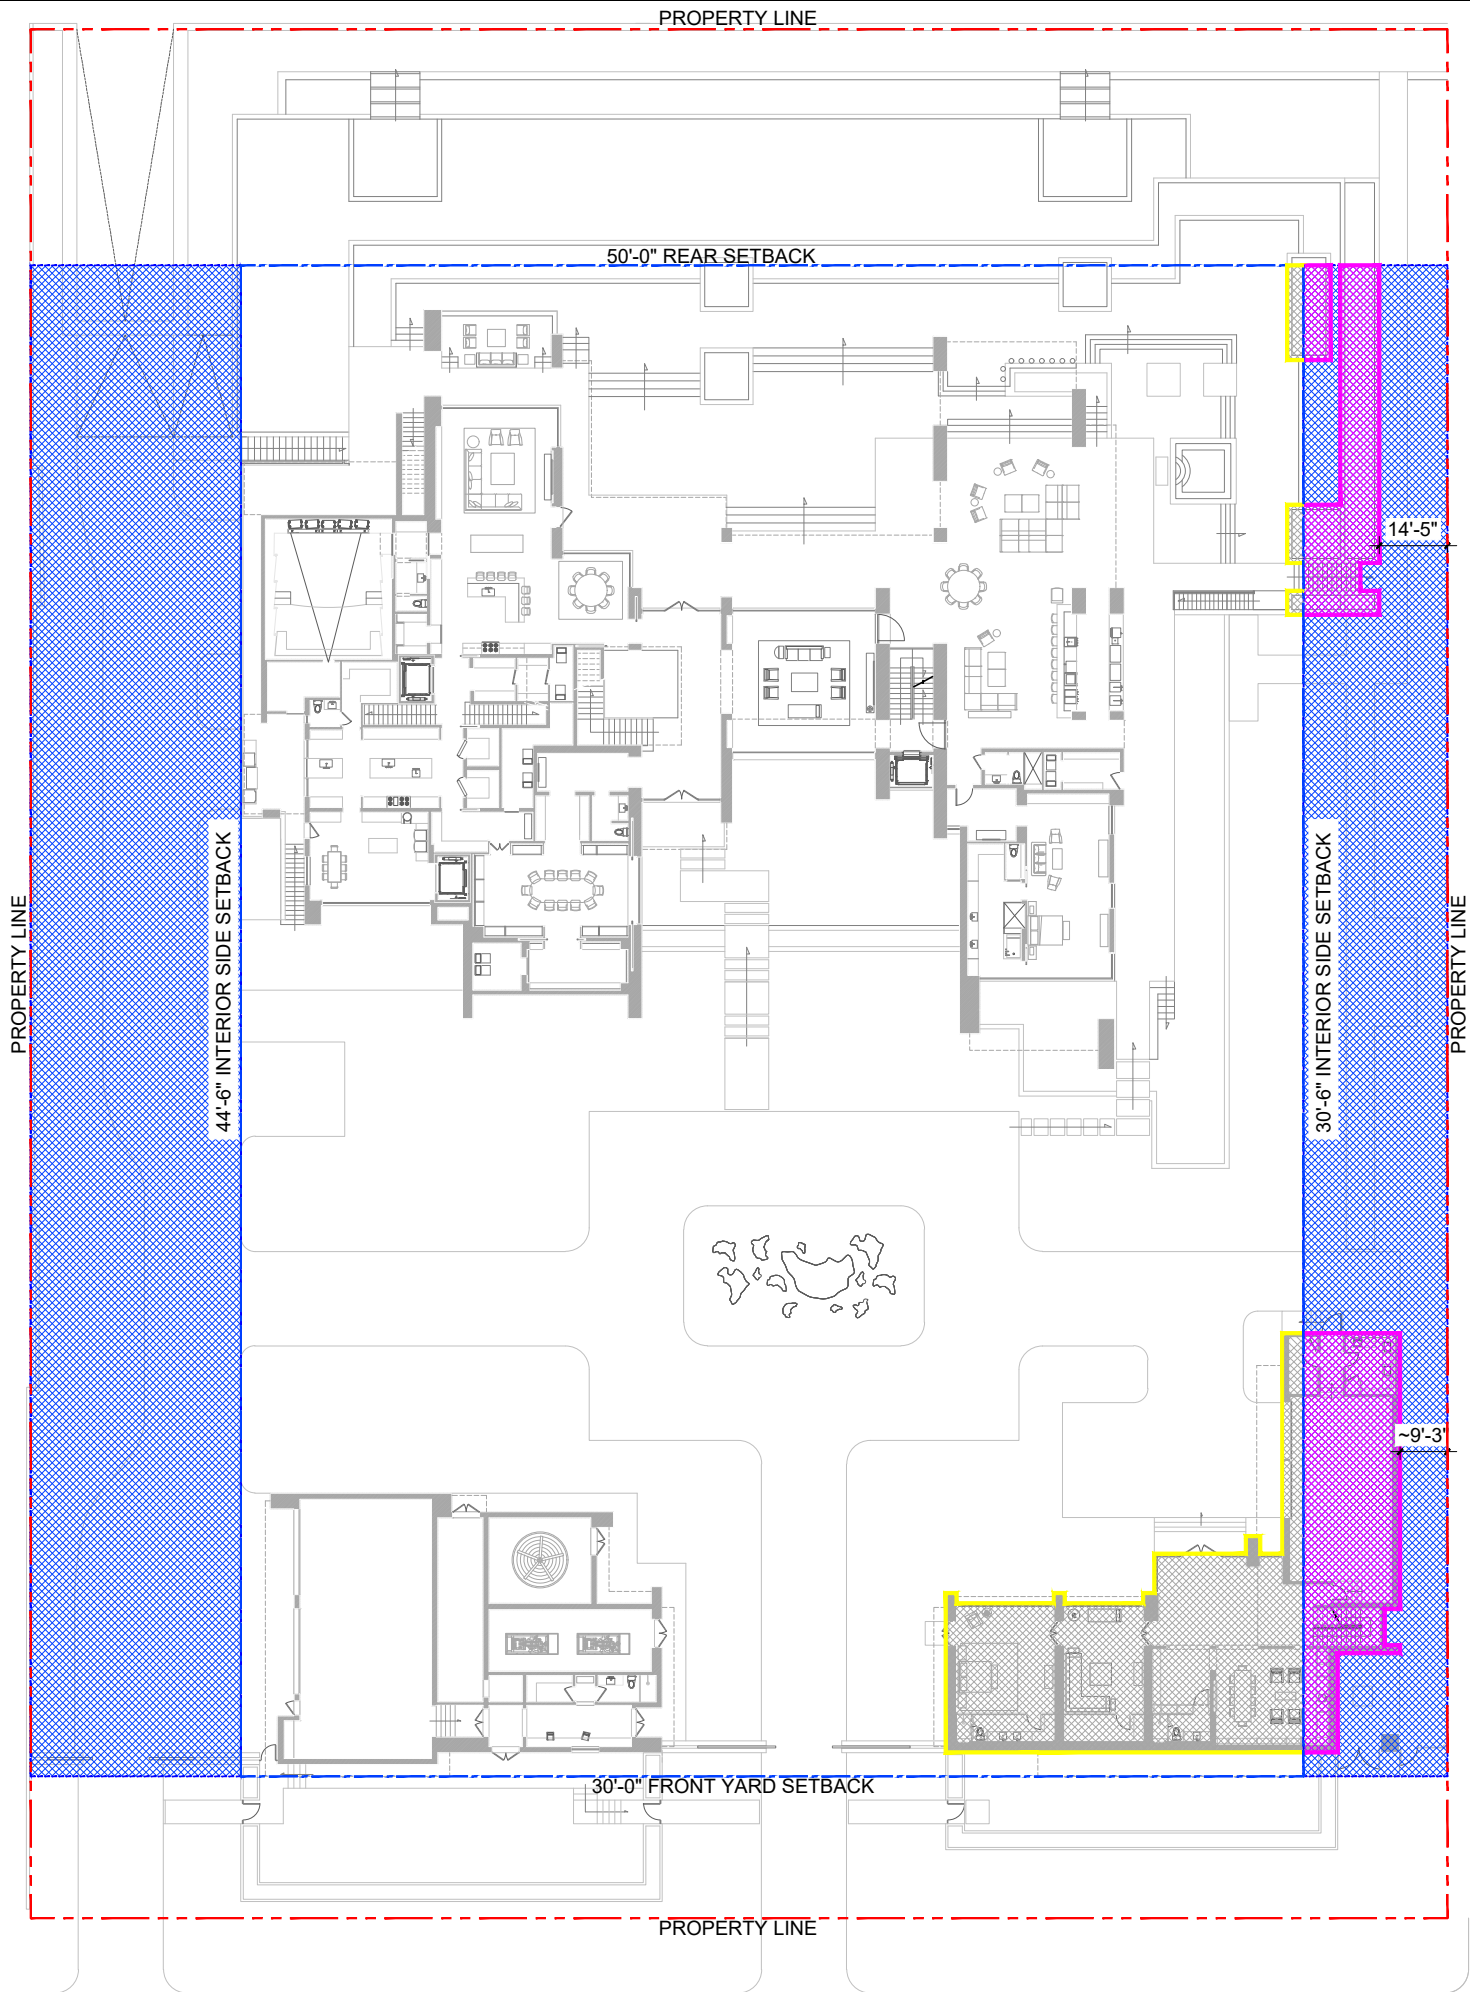 PROPERTY LINE
50'-0" REAR SETBACK
14'-5"
44'-6" INTERIOR SIDE SETBACK
30'-6" INTERIOR SIDE SETBACK
PROPERTY LINE
PROPERTY LINE
~9'-3'
30'-0" FRONT YARD SETBACK
PROPERTY LINE